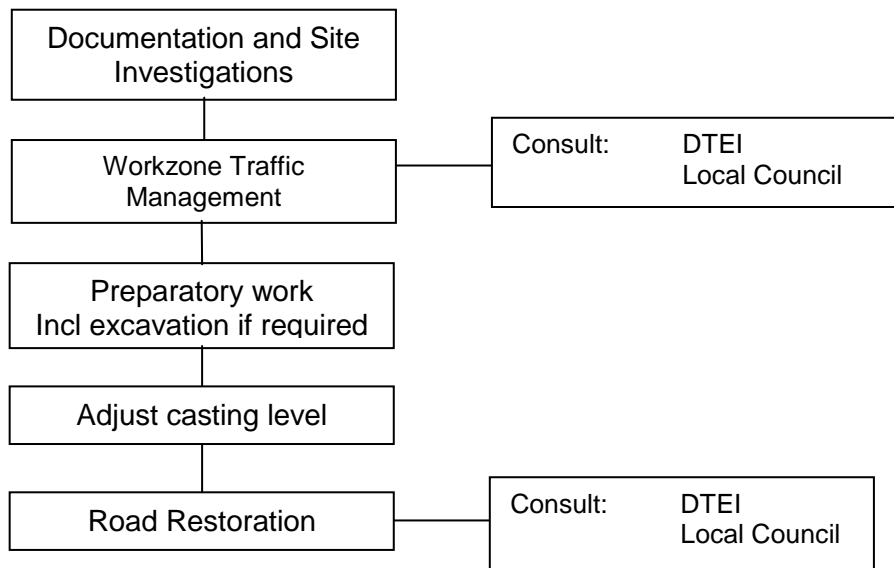 Documentation and Site
Investigations
Workzone Traffic
Management
Consult: DTEI
Local Council
Preparatory work
Incl excavation if required
Adjust casting level
Road Restoration
Consult: DTEI
Local Council